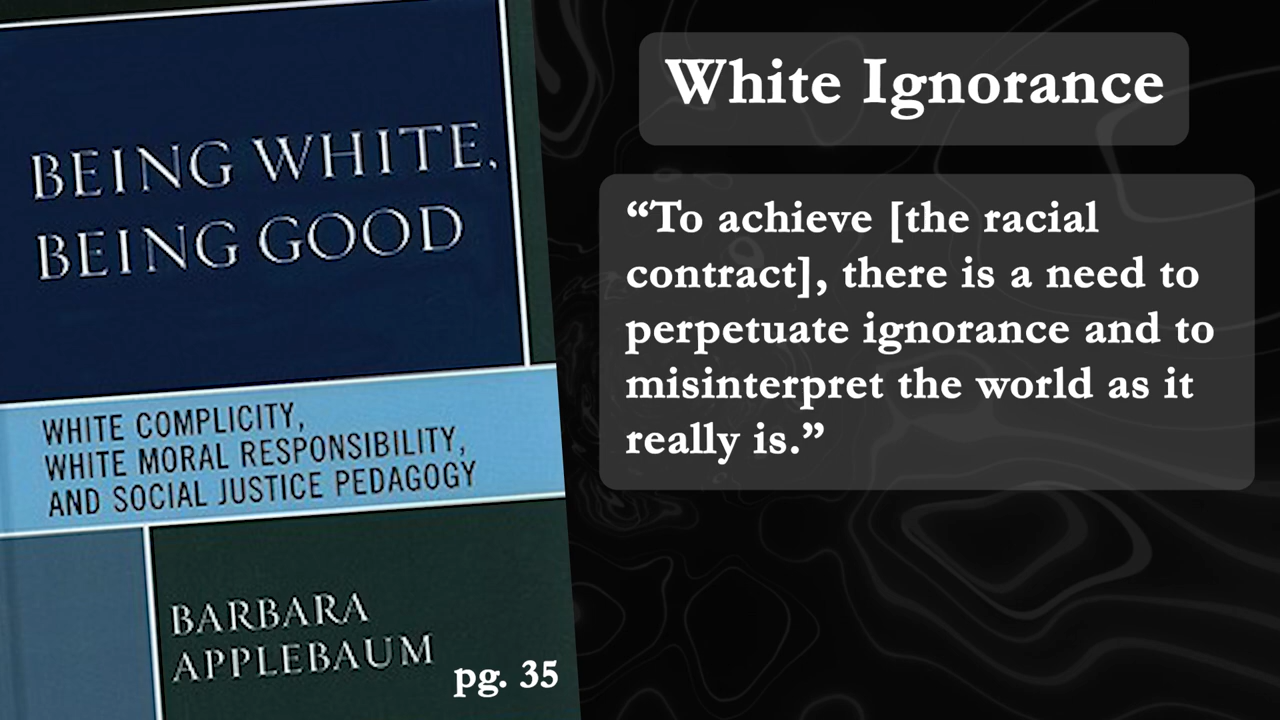 BEING WHITE,
BEING GOOD
WHITE COMPLICITY,
WHITE MORAL RESPONSIBILITY,
AND SOCIAL JUSTICE PEDAGOGY
BARBARA
APPLEBAUM
pg. 35
White Ignorance
“To achieve [the racial
contract], there is a need to
perpetuate ignorance and to
misinterpret the world as it
really is.”